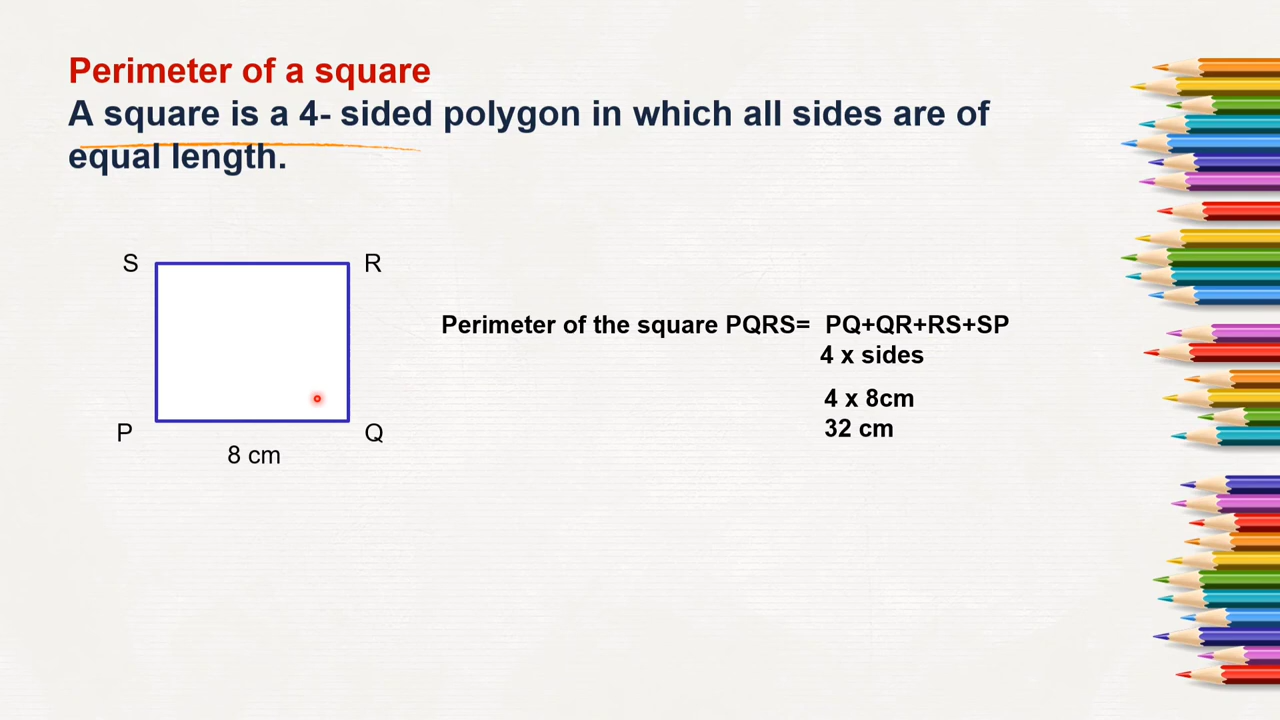 Perimeter of a square
A square is a 4- sided polygon in which all sides are of
equal length.
S
R
Perimeter of the square PQRS= PQ+QR+RS+SP
4 x sides
4 x 8cm
32 cm
P
Q
8 cm